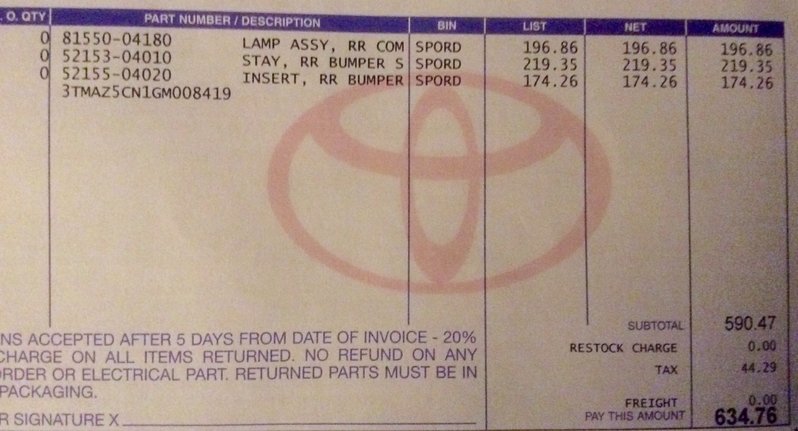 . O. QTY PART NUMBER / DESCRIPTION BIN LIST NET AMOUNT
0 81550-04180 LAMP ASSY, RR COM SPORD 196.86 196.86 196.86
0 52153-04010 STAY, RR BUMPER S SPORD 219.35 219.35 219.35
0 52155-04020 INSERT, RR BUMPER SPORD 174.26 174.26 174.26
3TMAZ5CN1GM008419
SUBTOTAL 590.47
NS ACCEPTED AFTER 5 DAYS FROM DATE OF INVOICE - 20%
CHARGE ON ALL ITEMS RETURNED. NO REFUND ON ANY
RDER OR ELECTRICAL PART. RETURNED PARTS MUST BE IN
PACKAGING.
RESTOCK CHARGE 0.00
TAX 44.29
FREIGHT 0.00
R SIGNATURE X
PAY THIS AMOUNT 634.76